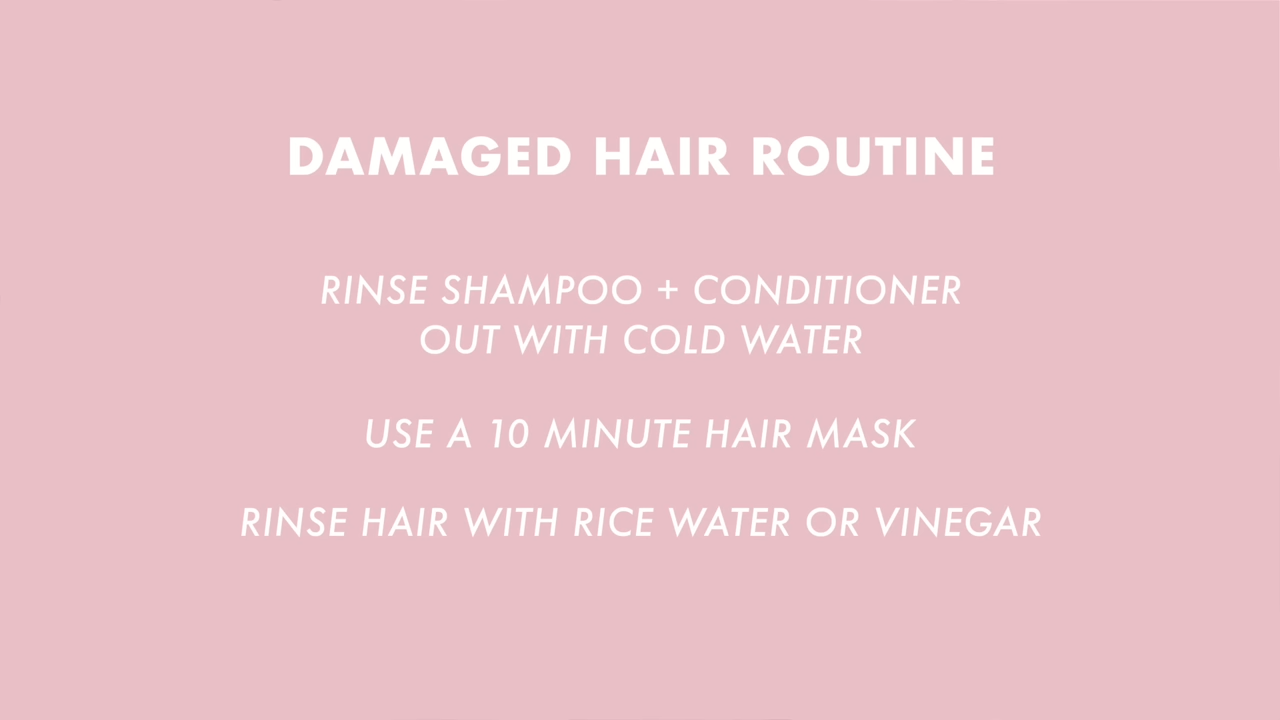 DAMAGED HAIR ROUTINE
RINSE SHAMPOO + CONDITIONER
OUT WITH COLD WATER
USE A 10 MINUTE HAIR MASK
RINSE HAIR WITH RICE WATER OR VINEGAR